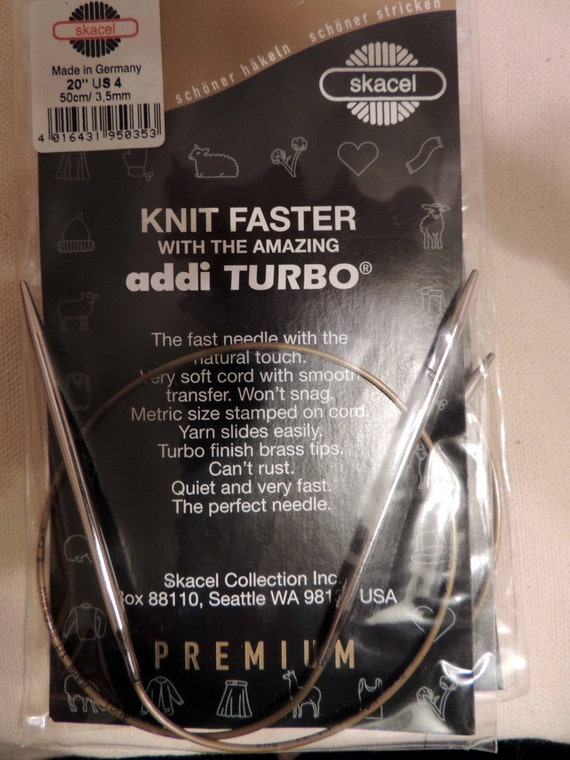 skacel
Made in Germany
20" US 4
50cm/ 3,5mm
4 016431 950353
schöner häkeln schöner stricken
skacel
KNIT FASTER
WITH THE AMAZING
addi TURBO®
The fast needle with the
natural touch.
Very soft cord with smooth
transfer. Won't snag.
Metric size stamped on cord.
Yarn slides easily.
Turbo finish brass tips.
Can't rust.
Quiet and very fast.
The perfect needle.
Skacel Collection Inc.
Box 88110, Seattle WA USA
PREMIUM